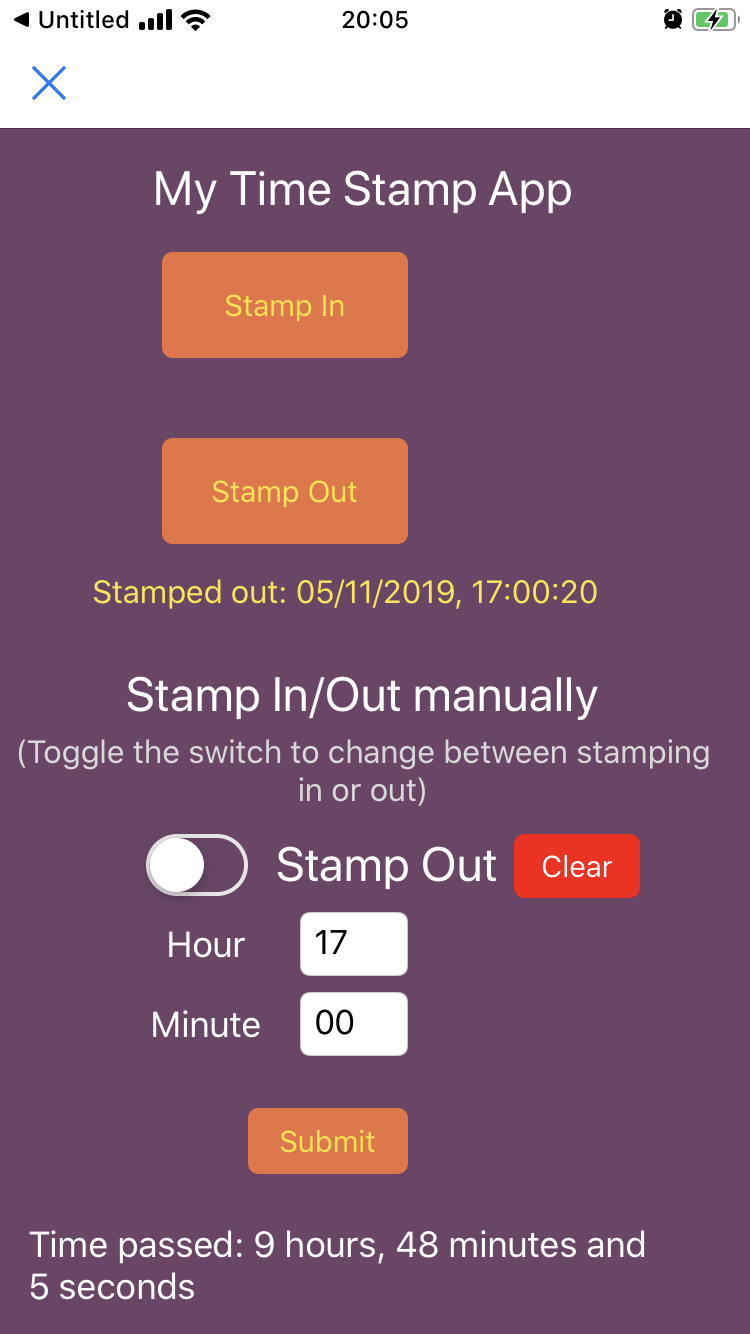 Untitled 20:05
My Time Stamp App
Stamp In
Stamp Out
Stamped out: 05/11/2019, 17:00:20
Stamp In/Out manually
(Toggle the switch to change between stamping
in or out)
Stamp Out Clear
Hour 17
Minute 00
Submit
Time passed: 9 hours, 48 minutes and
5 seconds